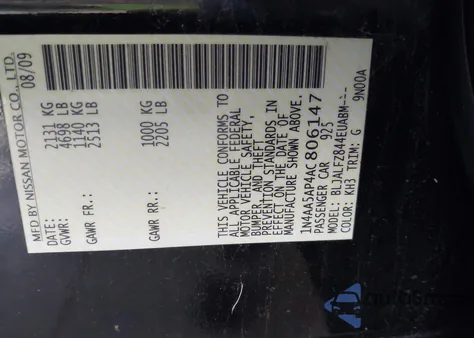 MFD BY NISSAN MOTOR CO., LTD.
DATE: 08/09
GVWR: 2131 KG
4698 LB
GAWR FR.: 1140 KG
2513 LB
GAWR RR.: 1000 KG
2205 LB
THIS VEHICLE CONFORMS TO
ALL APPLICABLE FEDERAL
MOTOR VEHICLE SAFETY,
BUMPER, AND THEFT
PREVENTION STANDARDS IN
EFFECT ON THE DATE OF
MANUFACTURE SHOWN ABOVE.
1N4AA5AP4AC806147
PASSENGER CAR 925
MODEL: BLJALFZ844EUABM--
COLOR: KH3 TRIM: G 9N00A